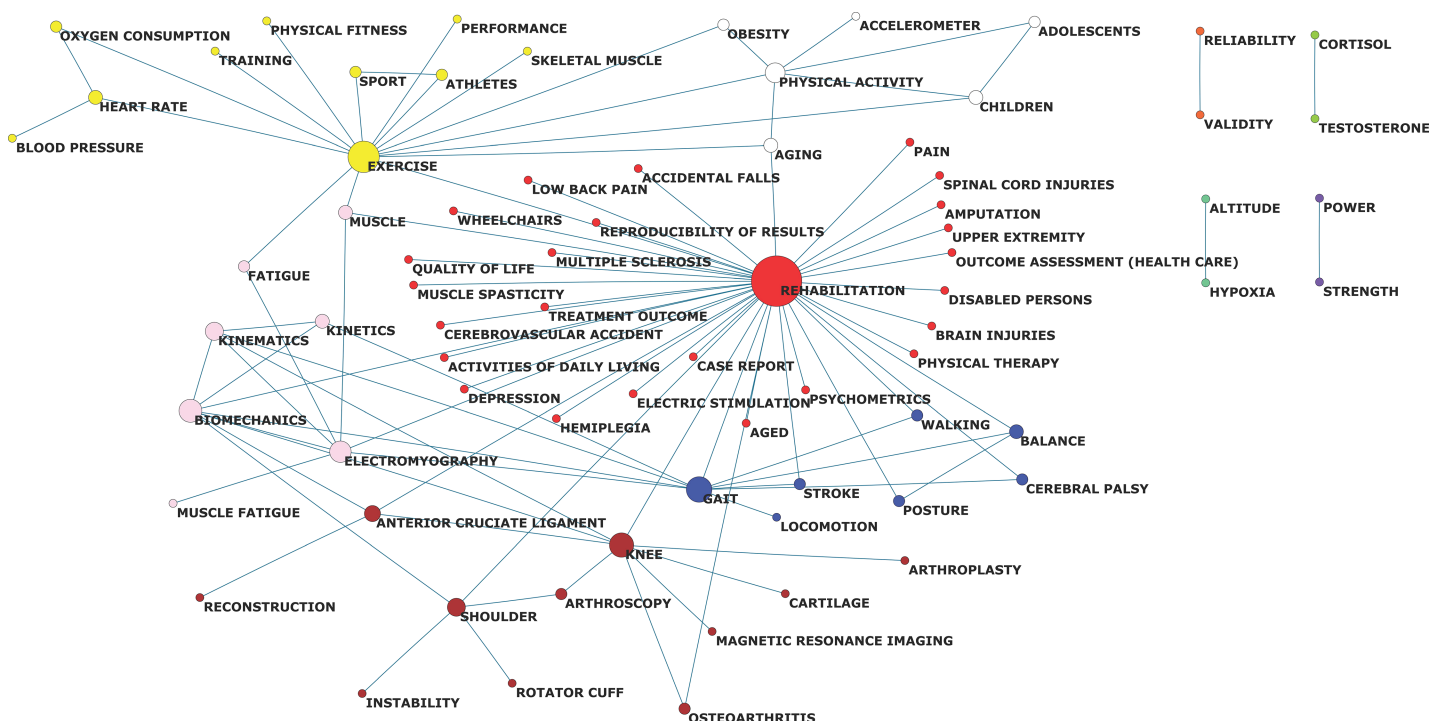 PHYSICAL FITNESS
PERFORMANCE
ACCELEROMETER
OXYGEN CONSUMPTION
OBESITY
ADOLESCENTS
RELIABILITY
CORTISOL
TRAINING
SKELETAL MUSCLE
SPORT
ATHLETES
PHYSICAL ACTIVITY
HEART RATE
CHILDREN
VALIDITY
TESTOSTERONE
BLOOD PRESSURE
AGING
PAIN
EXERCISE
ACCIDENTAL FALLS
LOW BACK PAIN
SPINAL CORD INJURIES
ALTITUDE
POWER
MUSCLE
WHEELCHAIRS
AMPUTATION
REPRODUCIBILITY OF RESULTS
UPPER EXTREMITY
MULTIPLE SCLEROSIS
OUTCOME ASSESSMENT (HEALTH CARE)
QUALITY OF LIFE
FATIGUE
REHABILITATION
HYPOXIA
STRENGTH
MUSCLE SPASTICITY
DISABLED PERSONS
TREATMENT OUTCOME
KINETICS
CEREBROVASCULAR ACCIDENT
BRAIN INJURIES
KINEMATICS
PHYSICAL THERAPY
ACTIVITIES OF DAILY LIVING
CASE REPORT
DEPRESSION
ELECTRIC STIMULATION
PSYCHOMETRICS
BIOMECHANICS
HEMIPLEGIA
AGED
WALKING
BALANCE
ELECTROMYOGRAPHY
CEREBRAL PALSY
GAIT
STROKE
MUSCLE FATIGUE
POSTURE
ANTERIOR CRUCIATE LIGAMENT
LOCOMOTION
KNEE
ARTHROPLASTY
RECONSTRUCTION
ARTHROSCOPY
CARTILAGE
SHOULDER
MAGNETIC RESONANCE IMAGING
ROTATOR CUFF
INSTABILITY
OSTEOARTHRITIS